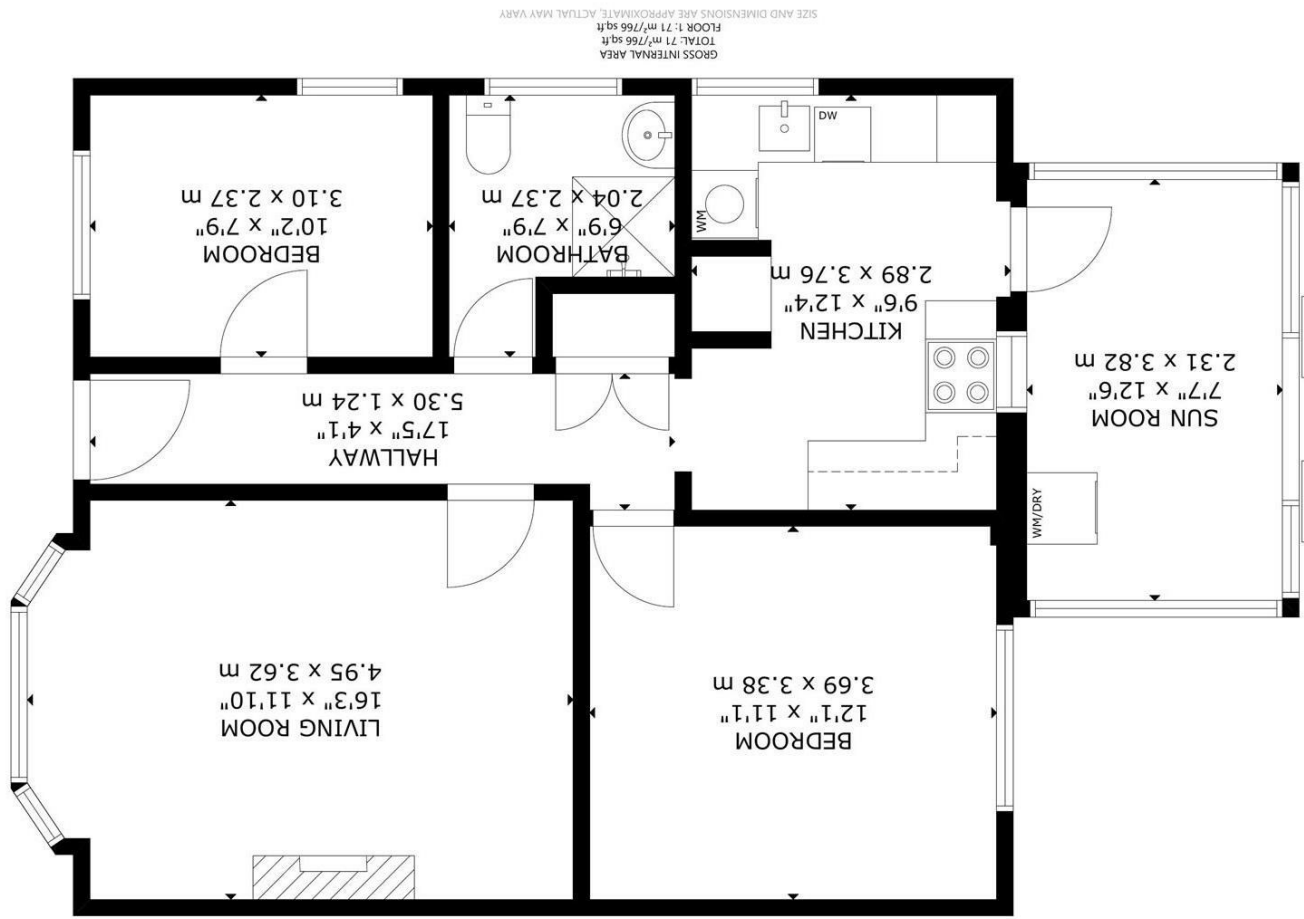 SUN ROOM
7'7" x 12'6"
2.31 x 3.82 m
WM/DRY
KITCHEN
9'6" x 12'4"
2.89 x 3.76 m
DW
WM
BATHROOM
6'9" x 7'9"
2.04 x 2.37 m
BEDROOM
10'2" x 7'9"
3.10 x 2.37 m
HALLWAY
17'5" x 4'1"
5.30 x 1.24 m
BEDROOM
12'1" x 11'1"
3.69 x 3.38 m
LIVING ROOM
16'3" x 11'10"
4.95 x 3.62 m
GROSS INTERNAL AREA
TOTAL: 71 m²/766 sq.ft
FLOOR 1: 71 m²/766 sq.ft
SIZE AND DIMENSIONS ARE APPROXIMATE, ACTUAL MAY VARY